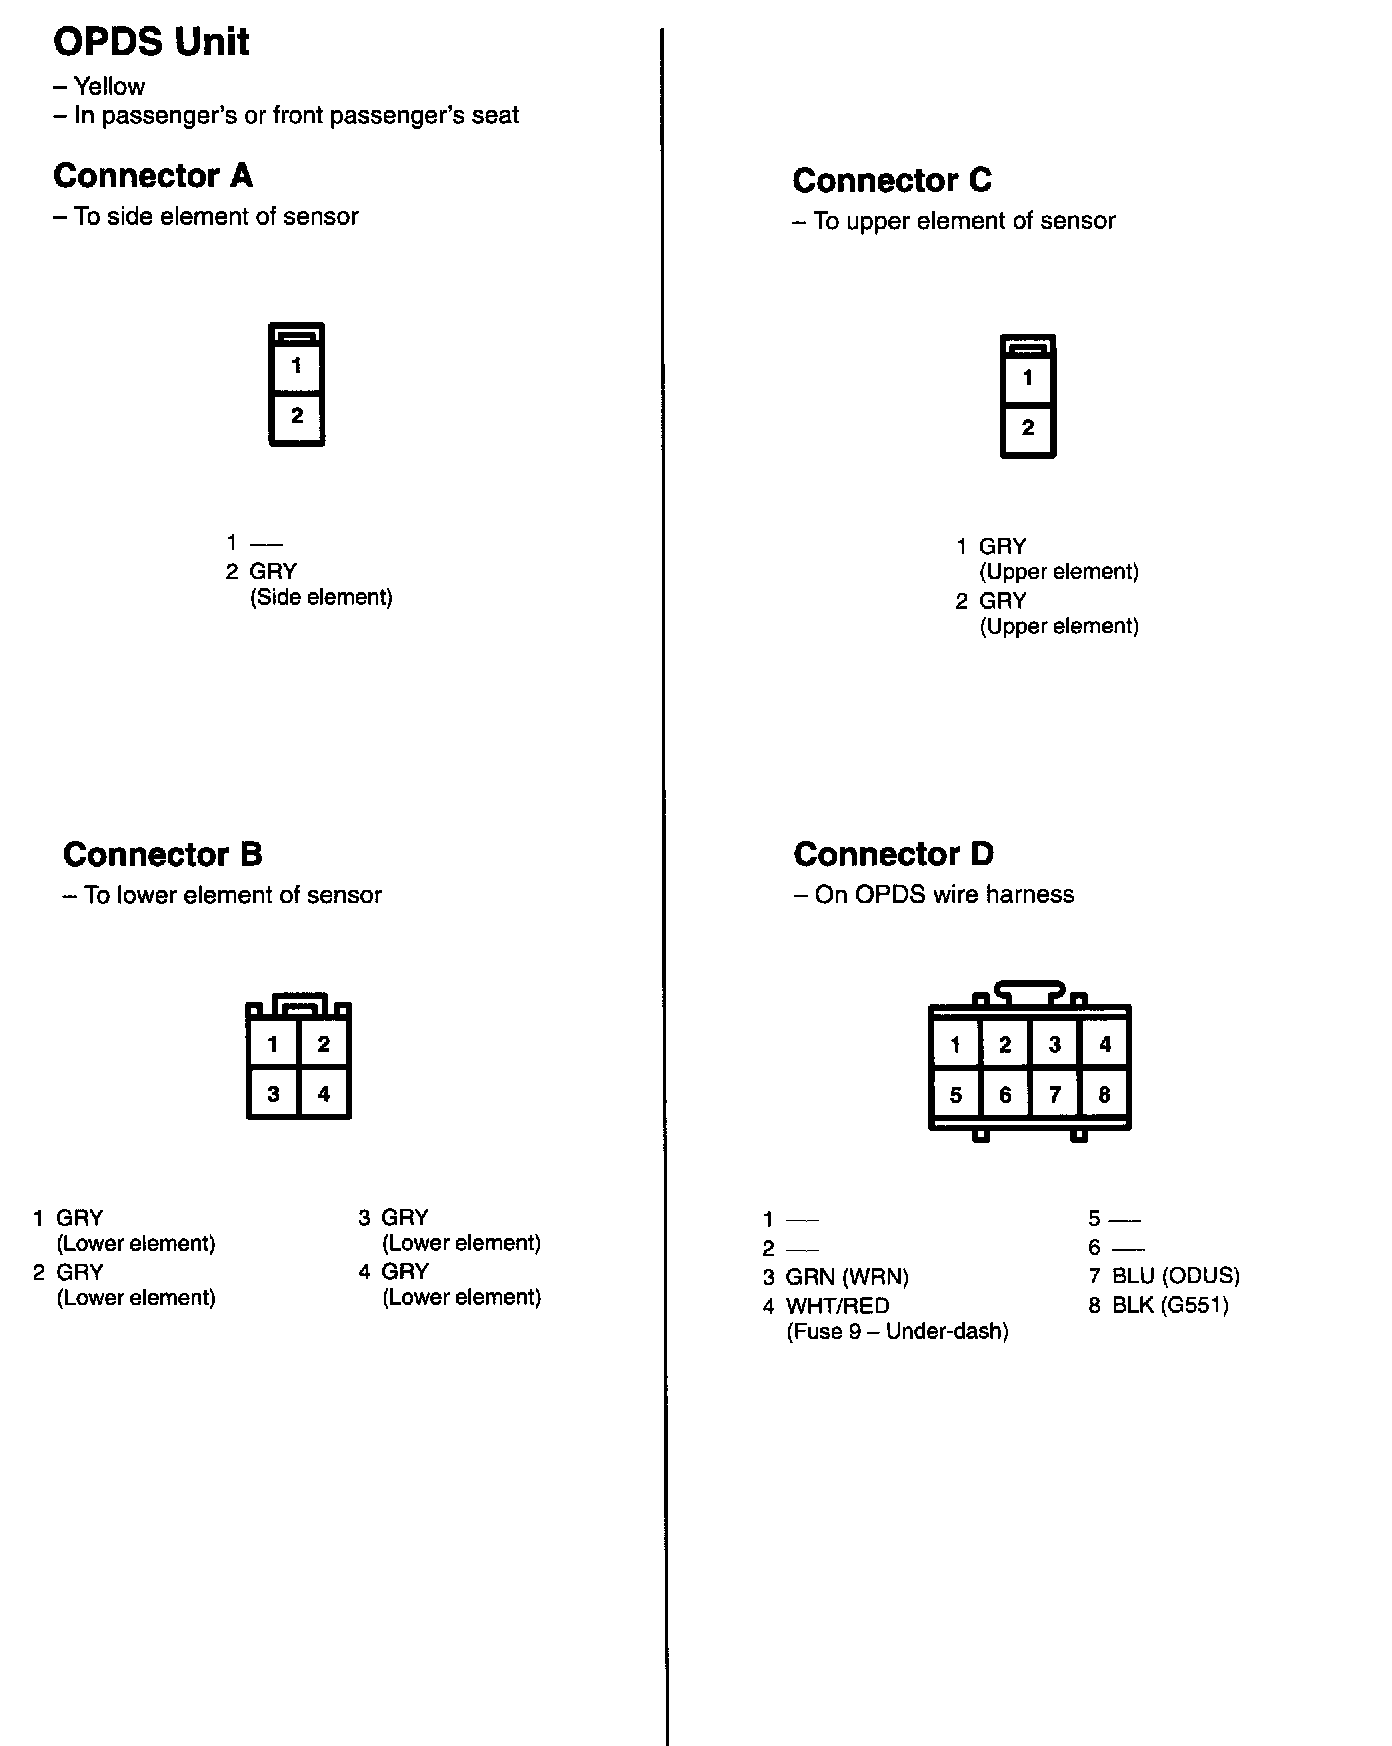 OPDS Unit
– Yellow
– In passenger's or front passenger's seat
Connector A
– To side element of sensor
1
2
1 —
2 GRY
(Side element)
Connector B
– To lower element of sensor
1 2
3 4
1 GRY
(Lower element)
2 GRY
(Lower element)
3 GRY
(Lower element)
4 GRY
(Lower element)
Connector C
– To upper element of sensor
1
2
1 GRY
(Upper element)
2 GRY
(Upper element)
Connector D
– On OPDS wire harness
1 2 3 4
5 6 7 8
1 —
2 —
3 GRN (WRN)
4 WHT/RED
(Fuse 9 – Under-dash)
5 —
6 —
7 BLU (ODUS)
8 BLK (G551)